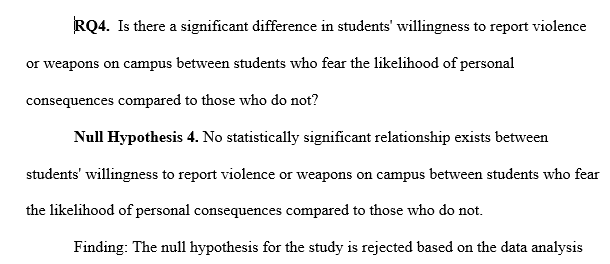 RQ4.  Is there a significant difference in students' willingness to report violence
or weapons on campus between students who fear the likelihood of personal
consequences compared to those who do not?
Null Hypothesis 4. No statistically significant relationship exists between
students' willingness to report violence or weapons on campus between students who fear
the likelihood of personal consequences compared to those who do not.
Finding: The null hypothesis for the study is rejected based on the data analysis